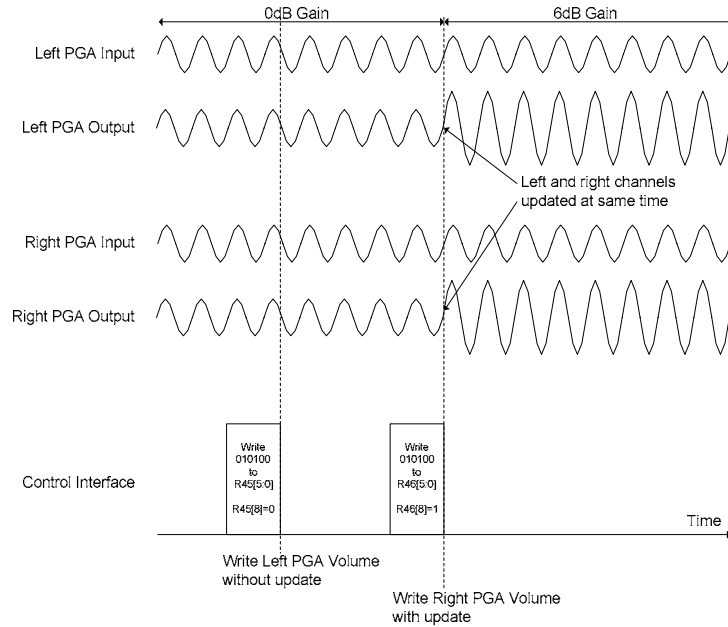 0dB Gain
6dB Gain
Left PGA Input
Left PGA Output
Left and right channels
updated at same time
Right PGA Input
Right PGA Output
Control Interface
Write
010100
to
R45[5:0]
R45[8]=0
Write
010100
to
R46[5:0]
R46[8]=1
Time
Write Left PGA Volume
without update
Write Right PGA Volume
with update